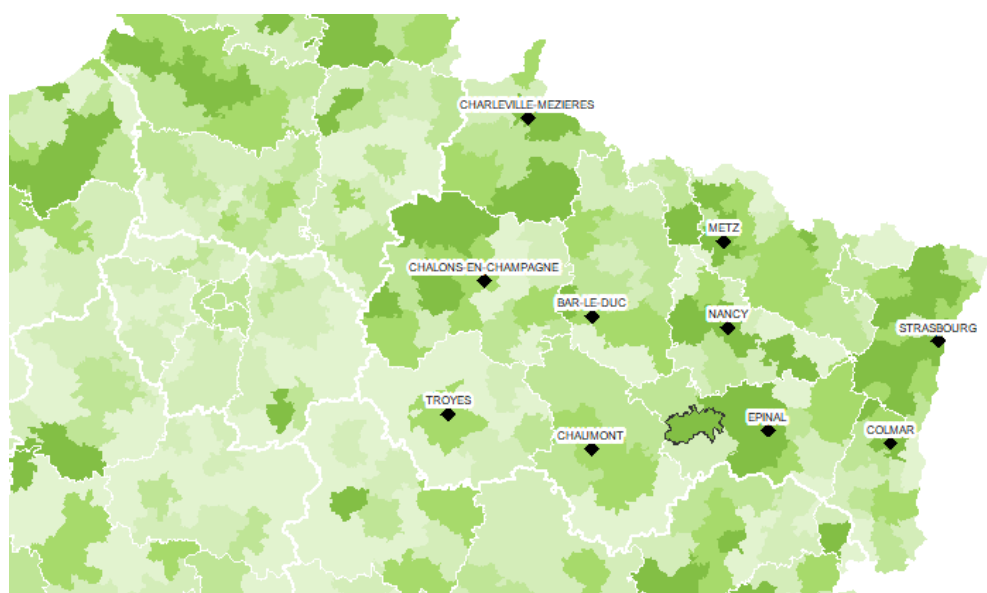 CHARLEVILLE-MEZIERES
METZ
CHALONS-EN-CHAMPAGNE
BAR-LE-DUC
NANCY
STRASBOURG
TROYES
EPINAL
CHAUMONT
COLMAR